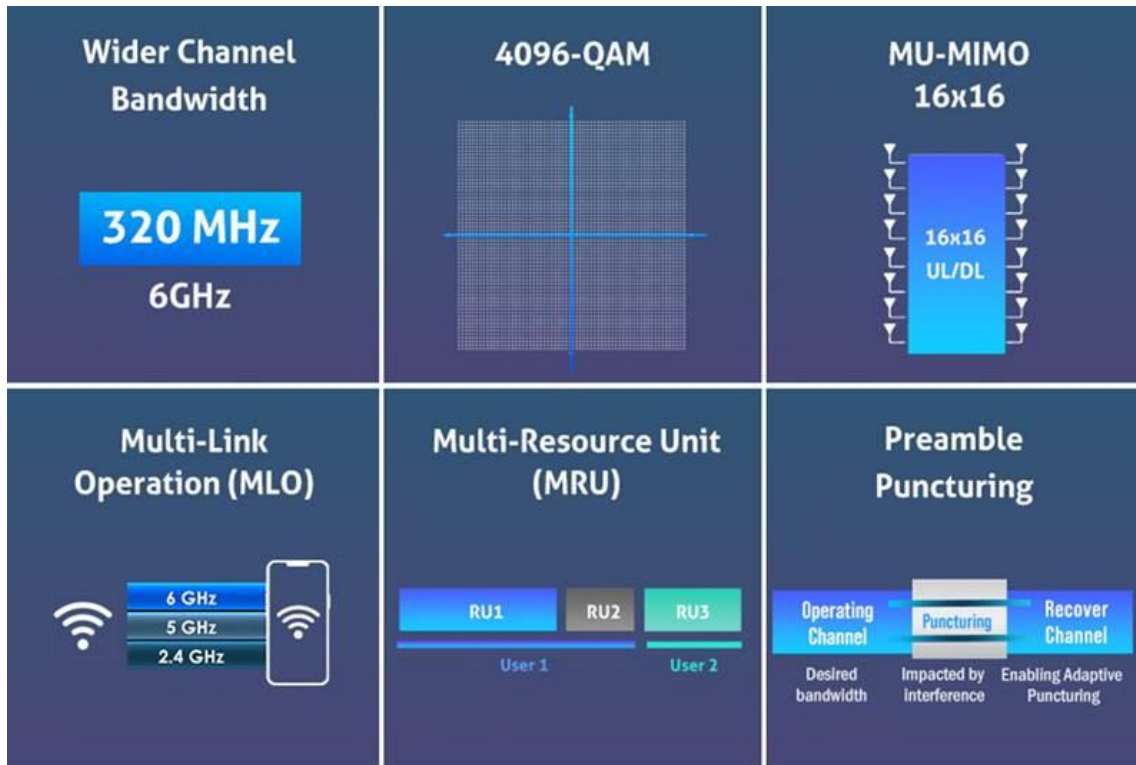 Wider Channel
Bandwidth
320 MHz
6GHz
4096-QAM
MU-MIMO
16x16
16x16
UL/DL
Multi-Link
Operation (MLO)
6 GHz
5 GHz
2.4 GHz
Multi-Resource Unit
(MRU)
RU1 RU2 RU3
User 1 User 2
Preamble
Puncturing
Operating
Channel
Puncturing
Recover
Channel
Desired
bandwidth
Impacted by
interference
Enabling Adaptive
Puncturing